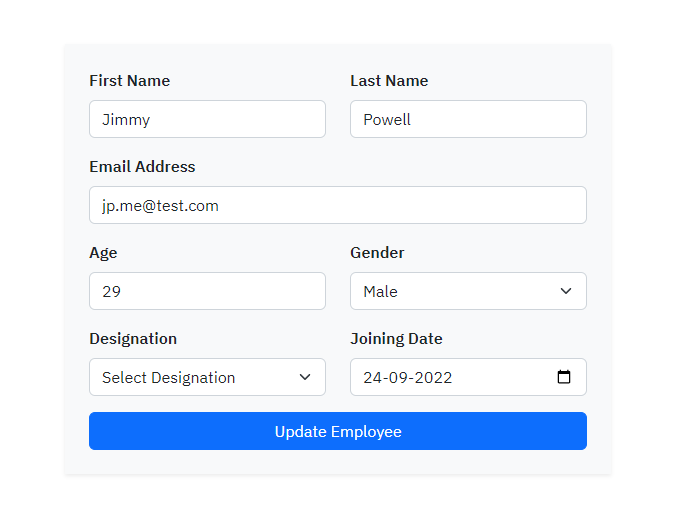 First Name Last Name
Jimmy Powell
Email Address
jp.me@test.com
Age Gender
29 Male
Designation Joining Date
Select Designation 24-09-2022
Update Employee